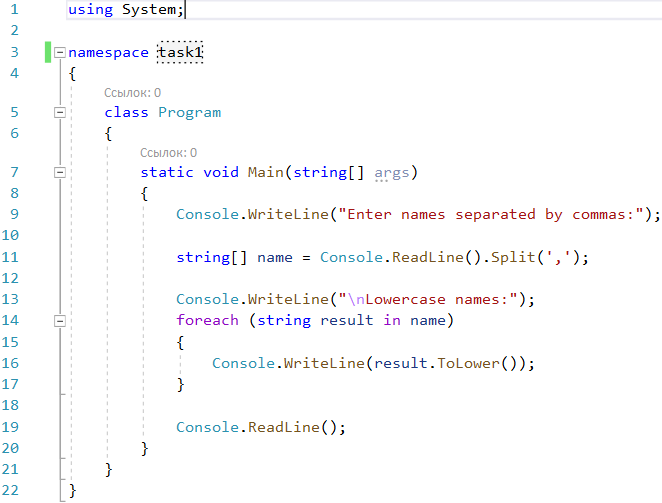 1 using System;
2
3 namespace task1
4 {
Ссылок: 0
5 class Program
6 {
Ссылок: 0
7 static void Main(string[] args)
8 {
9 Console.WriteLine("Enter names separated by commas:");
10
11 string[] name = Console.ReadLine().Split(',');
12
13 Console.WriteLine("\nLowercase names:");
14 foreach (string result in name)
15 {
16 Console.WriteLine(result.ToLower());
17 }
18
19 Console.ReadLine();
20 }
21 }
22 }